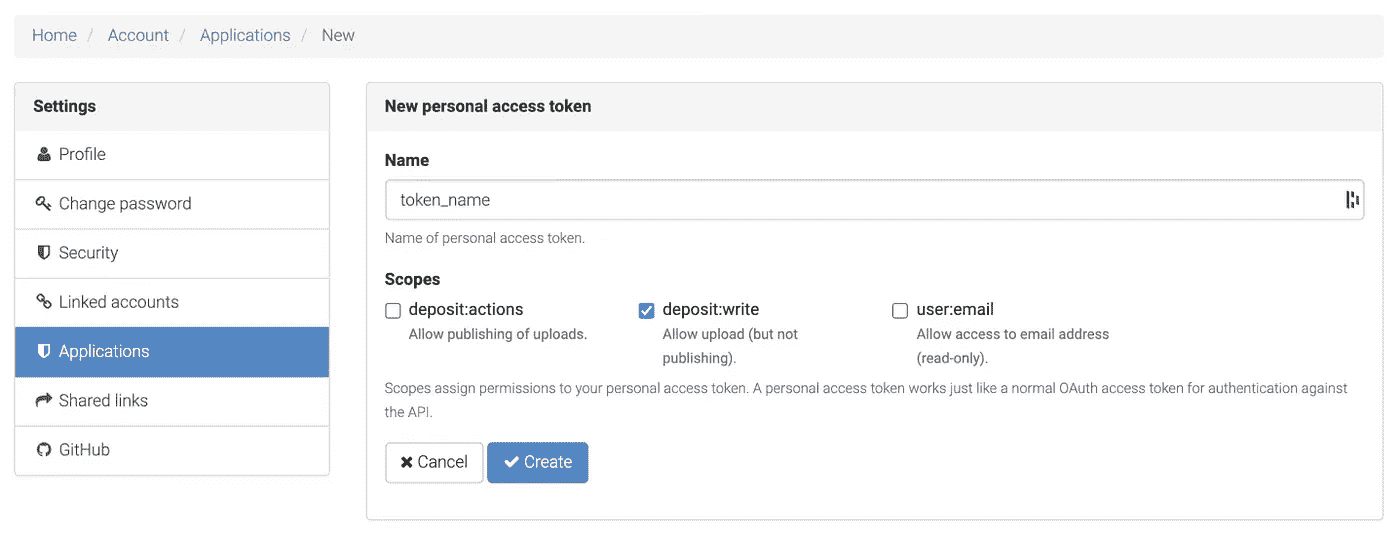 Home / Account / Applications / New
Settings
Profile
Change password
Security
Linked accounts
Applications
Shared links
GitHub
New personal access token
Name
token_name
Name of personal access token.
Scopes
deposit:actions
Allow publishing of uploads.
deposit:write
Allow upload (but not
publishing).
user:email
Allow access to email address
(read-only).
Scopes assign permissions to your personal access token. A personal access token works just like a normal OAuth access token for authentication against
the API.
Cancel
Create